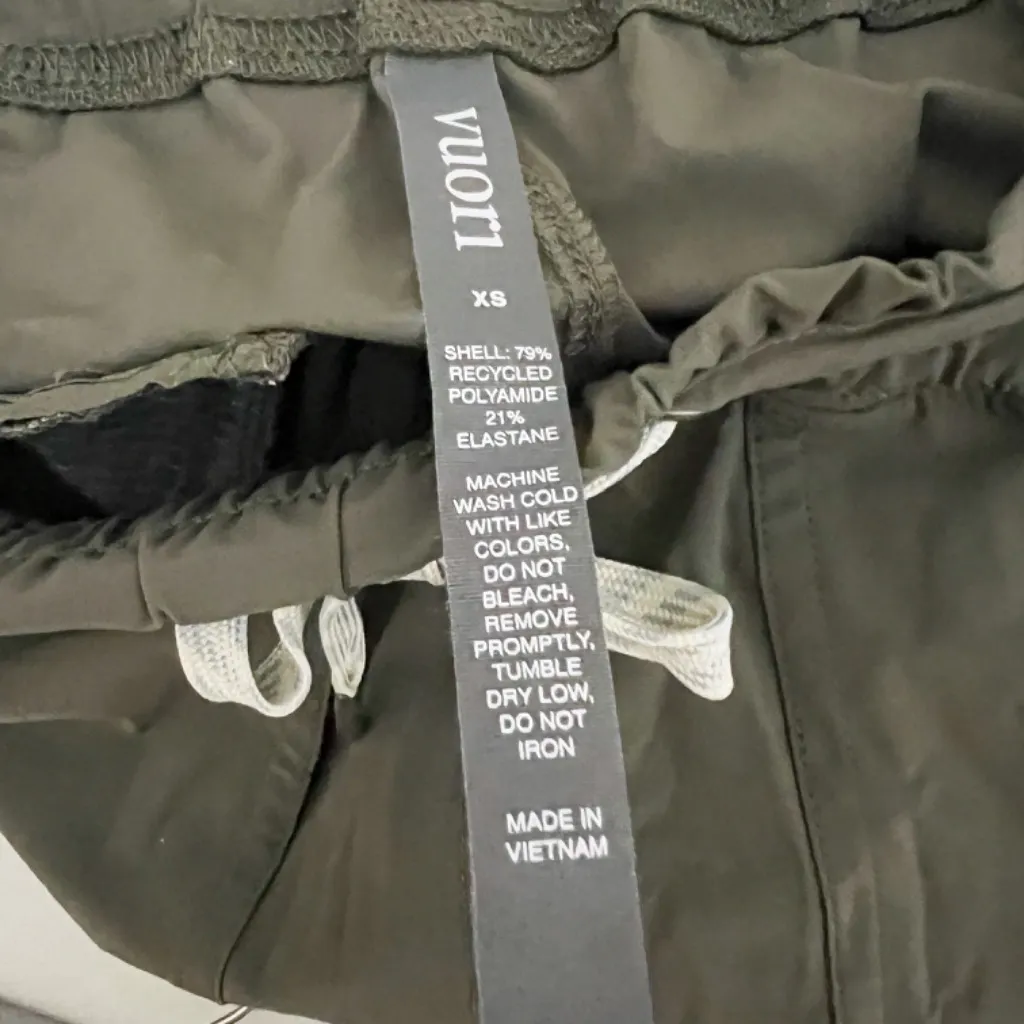 vuori
XS
SHELL: 79%
RECYCLED
POLYAMIDE
21%
ELASTANE
MACHINE
WASH COLD
WITH LIKE
COLORS,
DO NOT
BLEACH,
REMOVE
PROMPTLY,
TUMBLE
DRY LOW,
DO NOT
IRON
MADE IN
VIETNAM